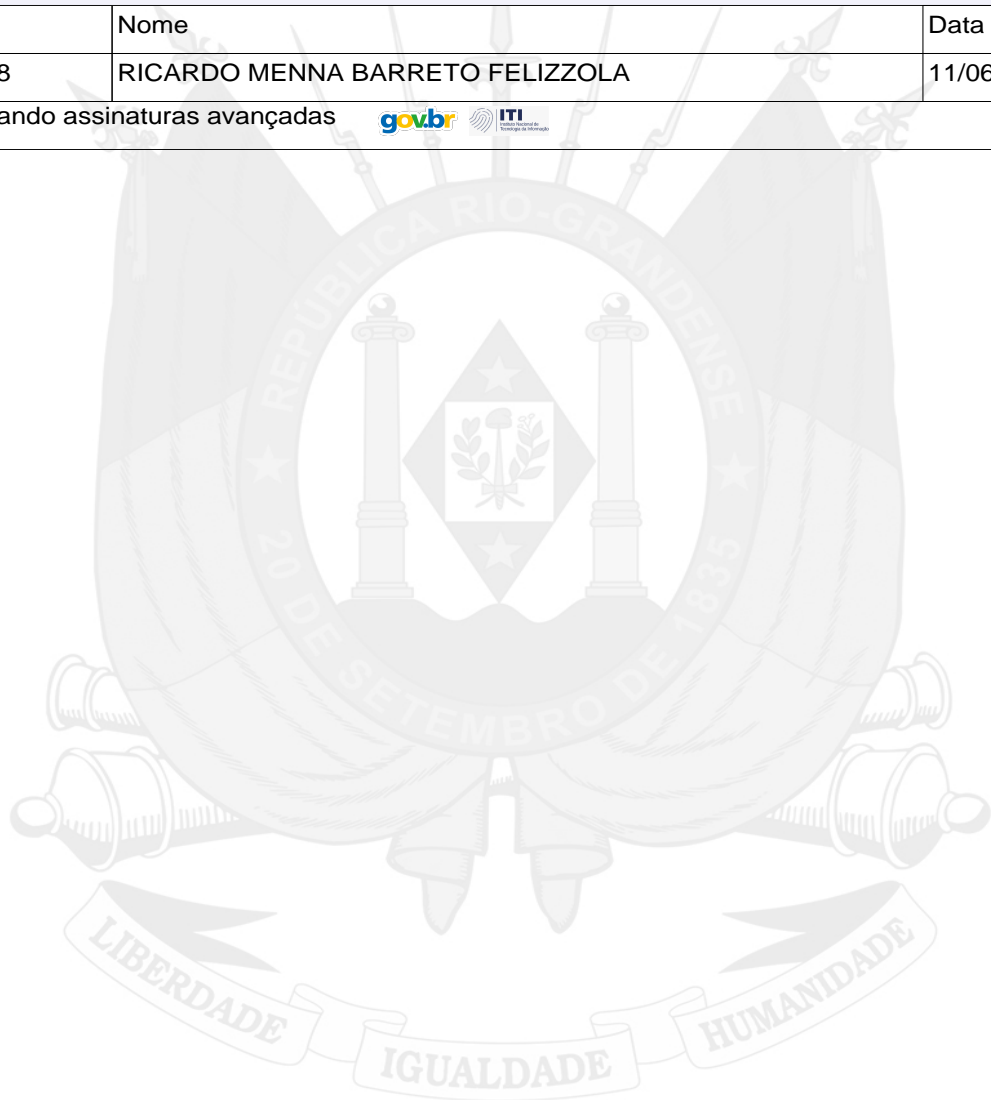 Nome Data
8 RICARDO MENNA BARRETO FELIZZOLA 11/06
ando assinaturas avançadas gov.br ITI
REPÚBLICA RIO-GRANDENSE
20 DE SETEMBRO DE 1835
LIBERDADE IGUALDADE HUMANIDADE